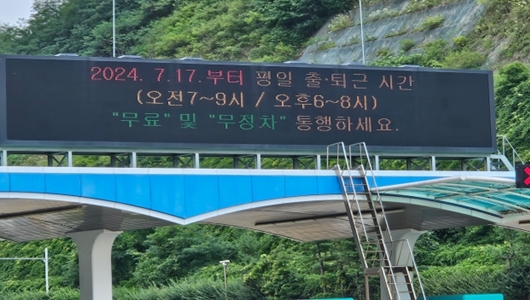 2024. 7.17.부터 평일 출·퇴근 시간
(오전7~9시 / 오후6~8시)
"무료" 및 "무정차" 통행하세요.